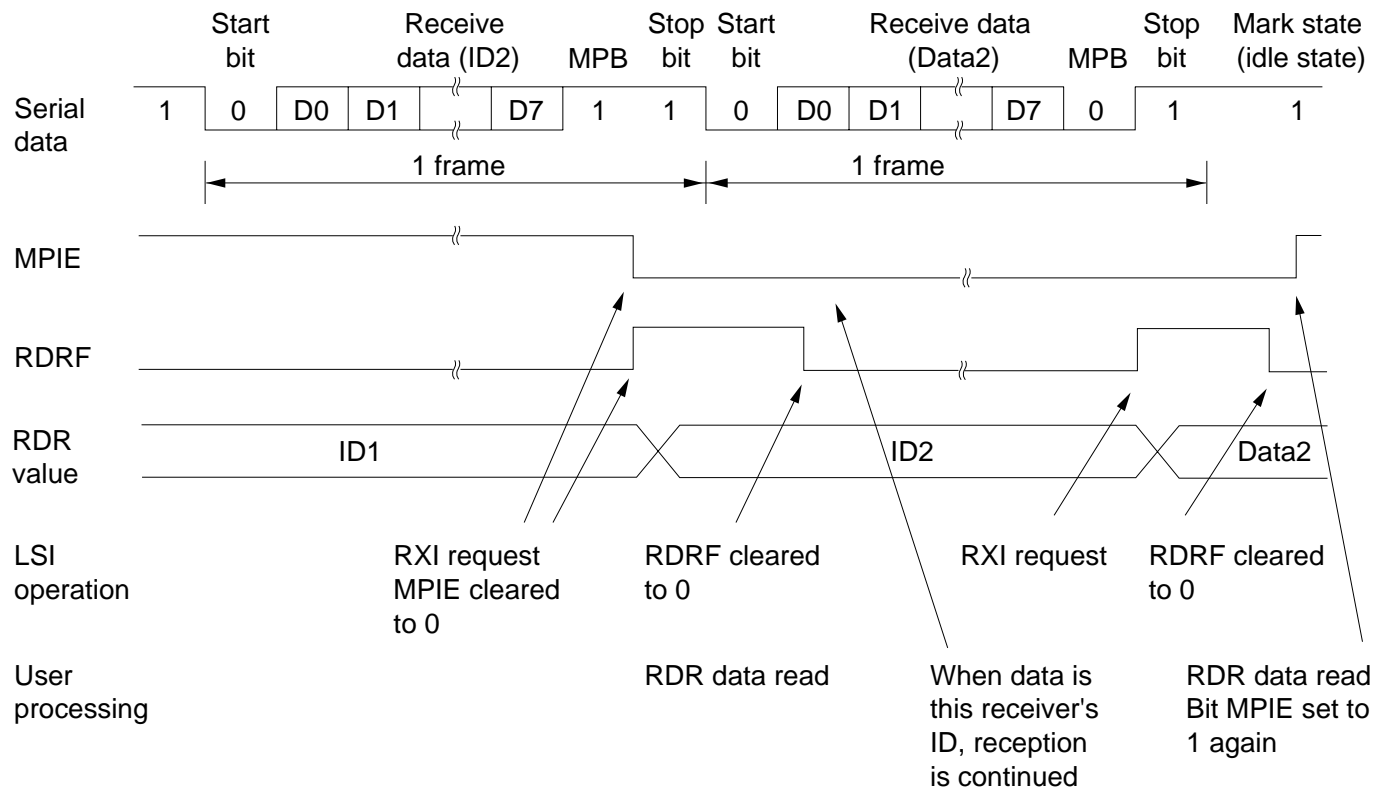 Start bit
Receive data (ID2)
MPB
Stop bit
Start bit
Receive data (Data2)
MPB
Stop bit
Mark state (idle state)
Serial data
1 0 D0 D1 D7 1 1 0 D0 D1 D7 0 1 1
1 frame
1 frame
MPIE
RDRF
RDR value
ID1
ID2
Data2
LSI operation
RXI request
MPIE cleared
to 0
RDRF cleared
to 0
RXI request
RDRF cleared
to 0
User processing
RDR data read
When data is
this receiver's
ID, reception
is continued
RDR data read
Bit MPIE set to
1 again